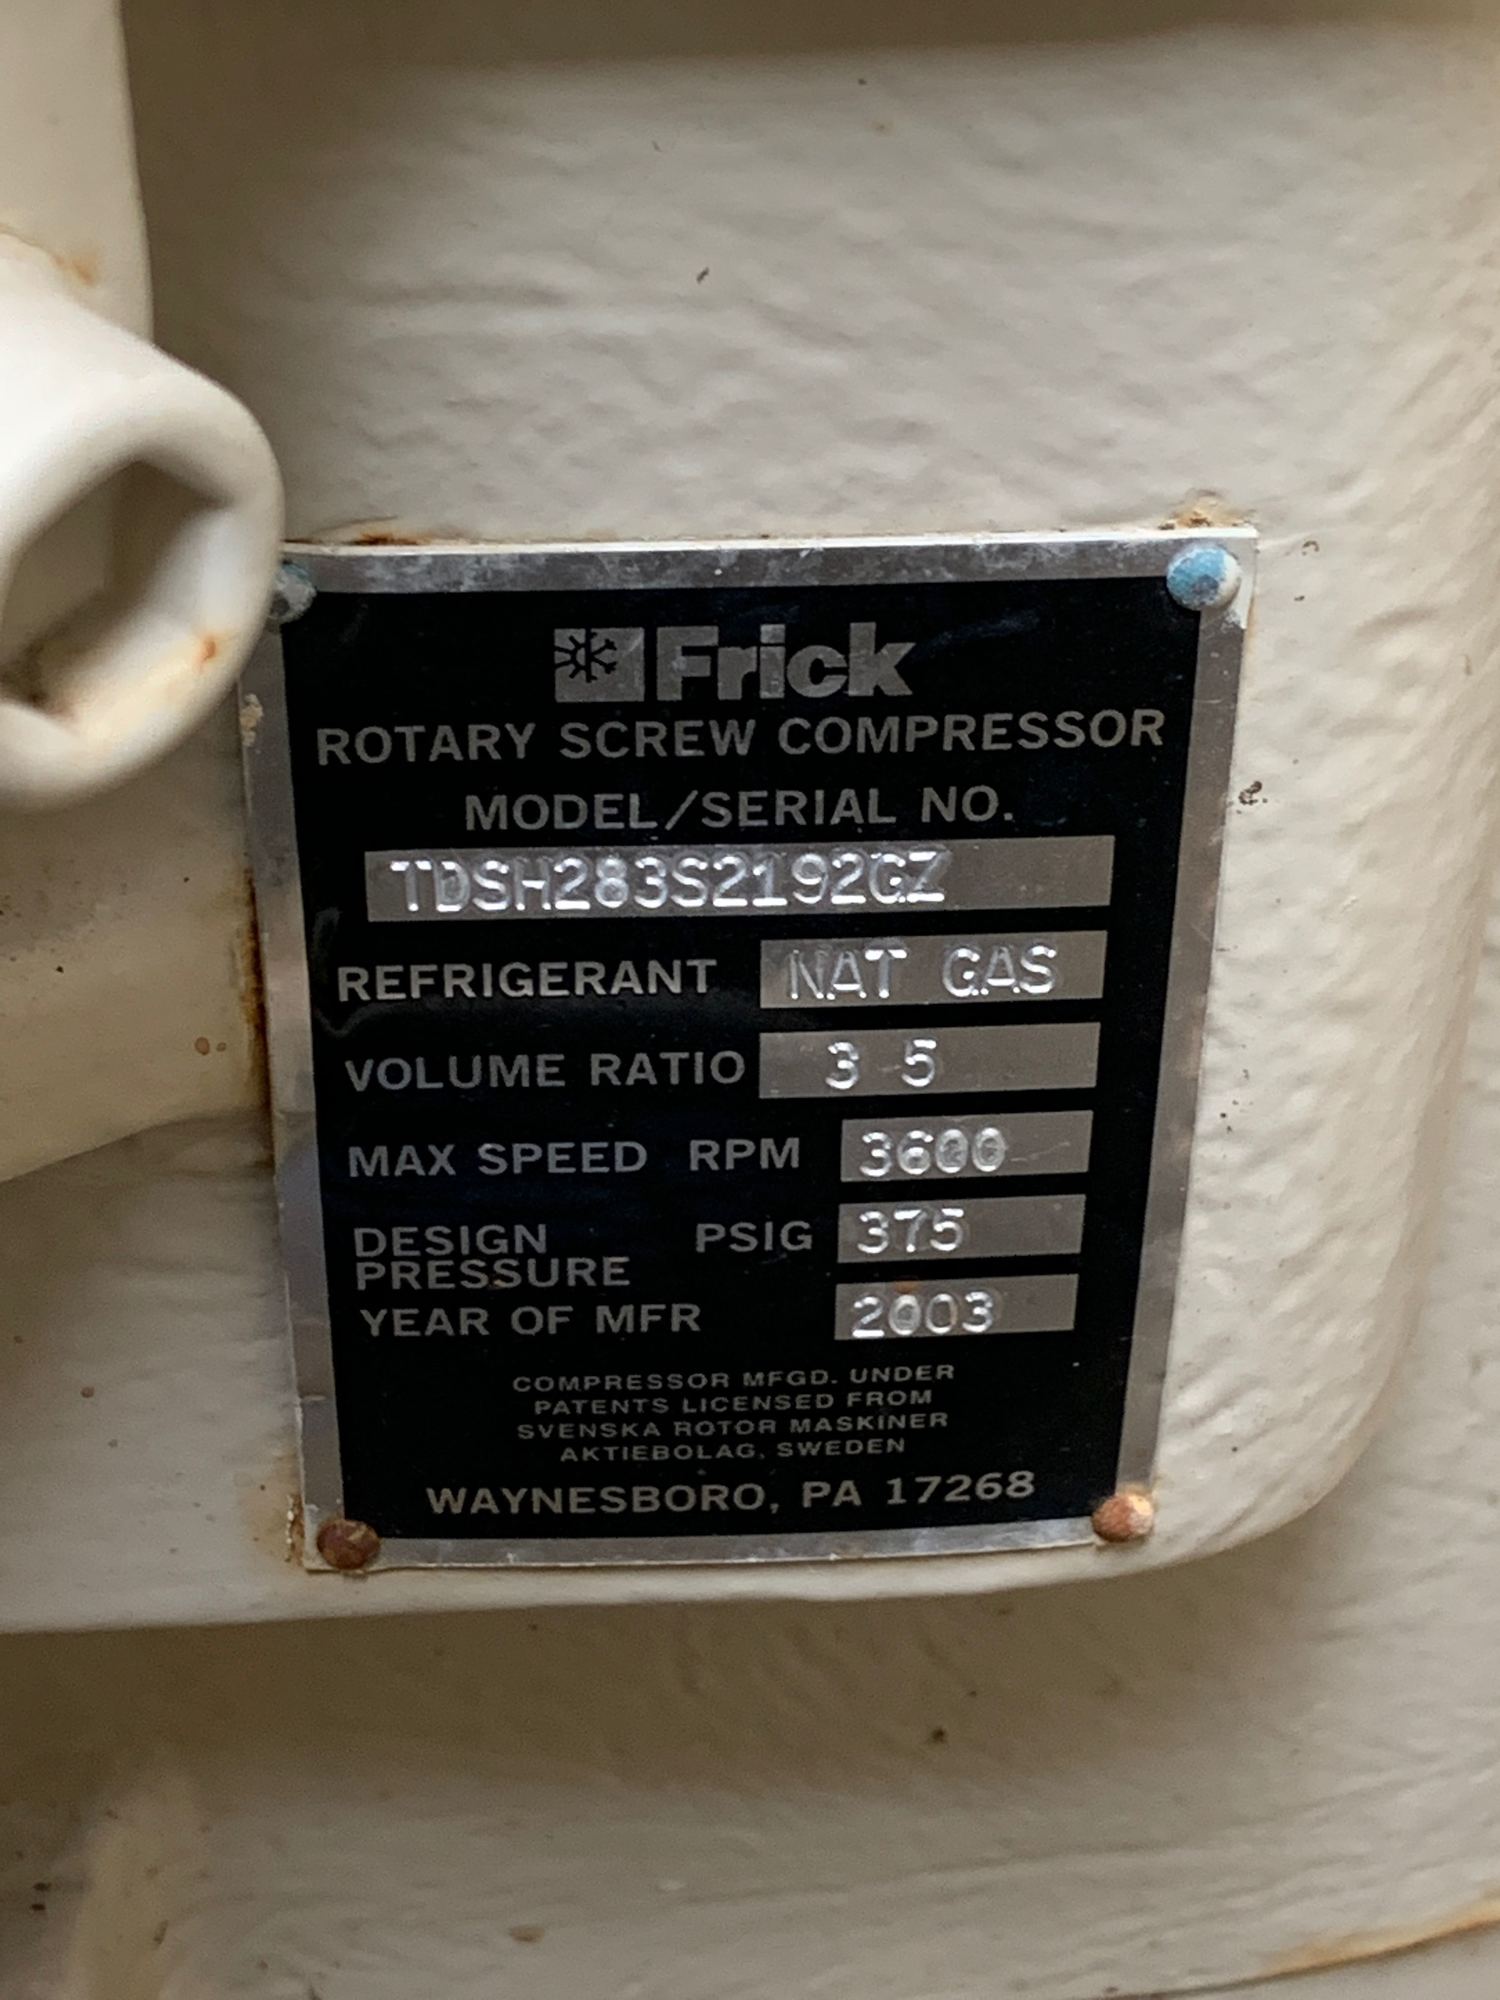 Frick
ROTARY SCREW COMPRESSOR
MODEL/SERIAL NO.
TDSH283S2192GZ
REFRIGERANT NAT GAS
VOLUME RATIO 3 5
MAX SPEED RPM 3600
DESIGN PRESSURE PSIG 375
YEAR OF MFR 2003
COMPRESSOR MFGD. UNDER
PATENTS LICENSED FROM
SVENSKA ROTOR MASKINER
AKTIEBOLAG, SWEDEN
WAYNESBORO, PA 17268